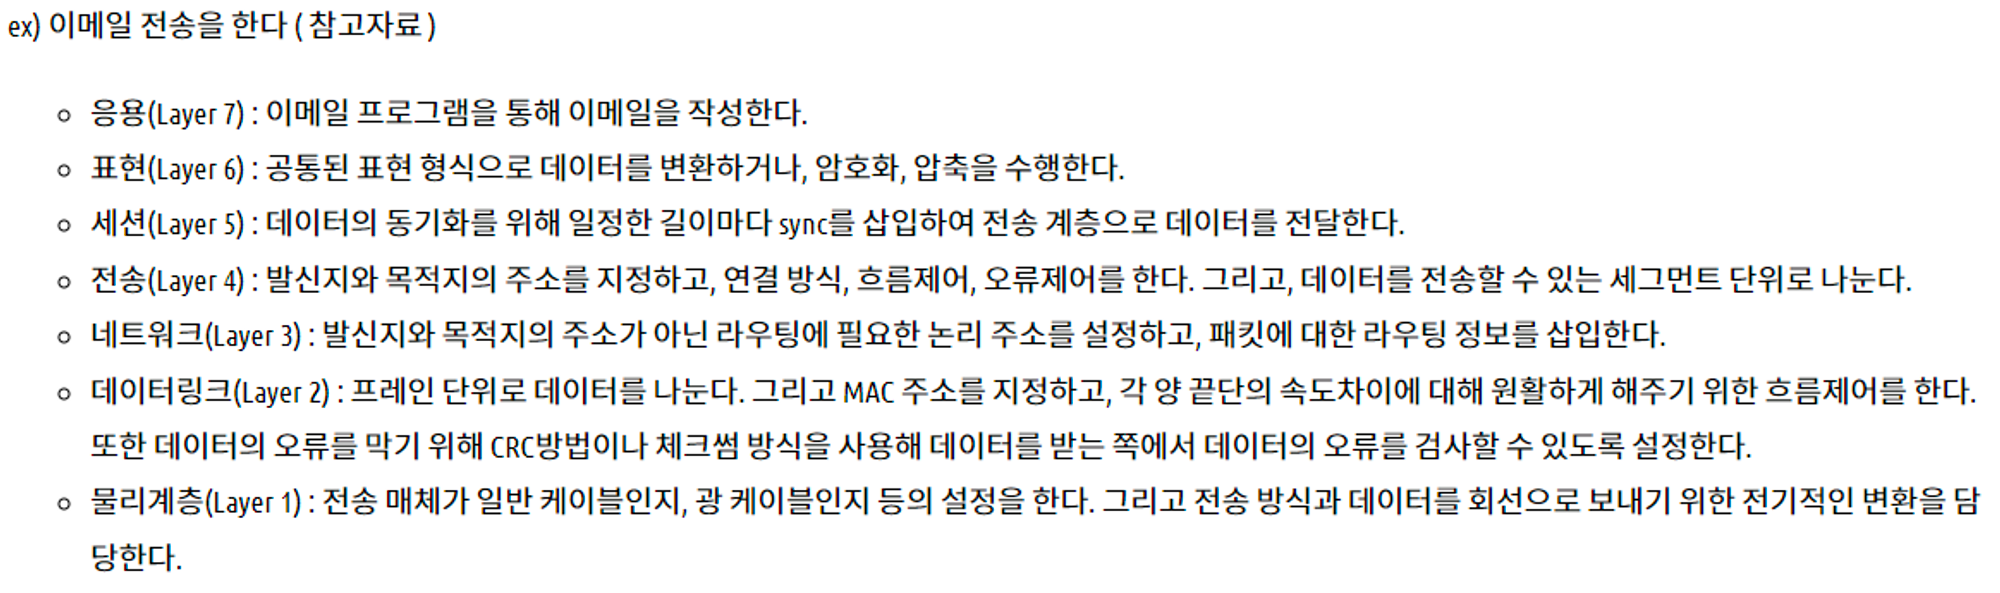 ex) 이메일 전송을 한다 ( 참고자료 )
응용(Layer 7) : 이메일 프로그램을 통해 이메일을 작성한다.
표현(Layer 6) : 공통된 표현 형식으로 데이터를 변환하거나, 암호화, 압축을 수행한다.
세션(Layer 5) : 데이터의 동기화를 위해 일정한 길이마다 sync를 삽입하여 전송 계층으로 데이터를 전달한다.
전송(Layer 4) : 발신지와 목적지의 주소를 지정하고, 연결 방식, 흐름제어, 오류제어를 한다. 그리고, 데이터를 전송할 수 있는 세그먼트 단위로 나눈다.
네트워크(Layer 3) : 발신지와 목적지의 주소가 아닌 라우팅에 필요한 논리 주소를 설정하고, 패킷에 대한 라우팅 정보를 삽입한다.
데이터링크(Layer 2) : 프레인 단위로 데이터를 나눈다. 그리고 MAC 주소를 지정하고, 각 양 끝단의 속도차이에 대해 원활하게 해주기 위한 흐름제어를 한다.
또한 데이터의 오류를 막기 위해 CRC방법이나 체크썸 방식을 사용해 데이터를 받는 쪽에서 데이터의 오류를 검사할 수 있도록 설정한다.
물리계층(Layer 1) : 전송 매체가 일반 케이블인지, 광 케이블인지 등의 설정을 한다. 그리고 전송 방식과 데이터를 회선으로 보내기 위한 전기적인 변환을 담
당한다.